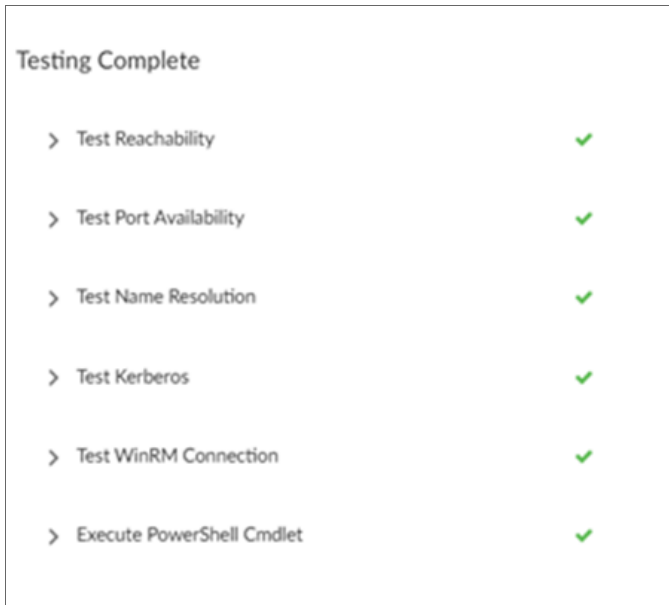 Testing Complete
Test Reachability
Test Port Availability
Test Name Resolution
Test Kerberos
Test WinRM Connection
Execute PowerShell Cmdlet